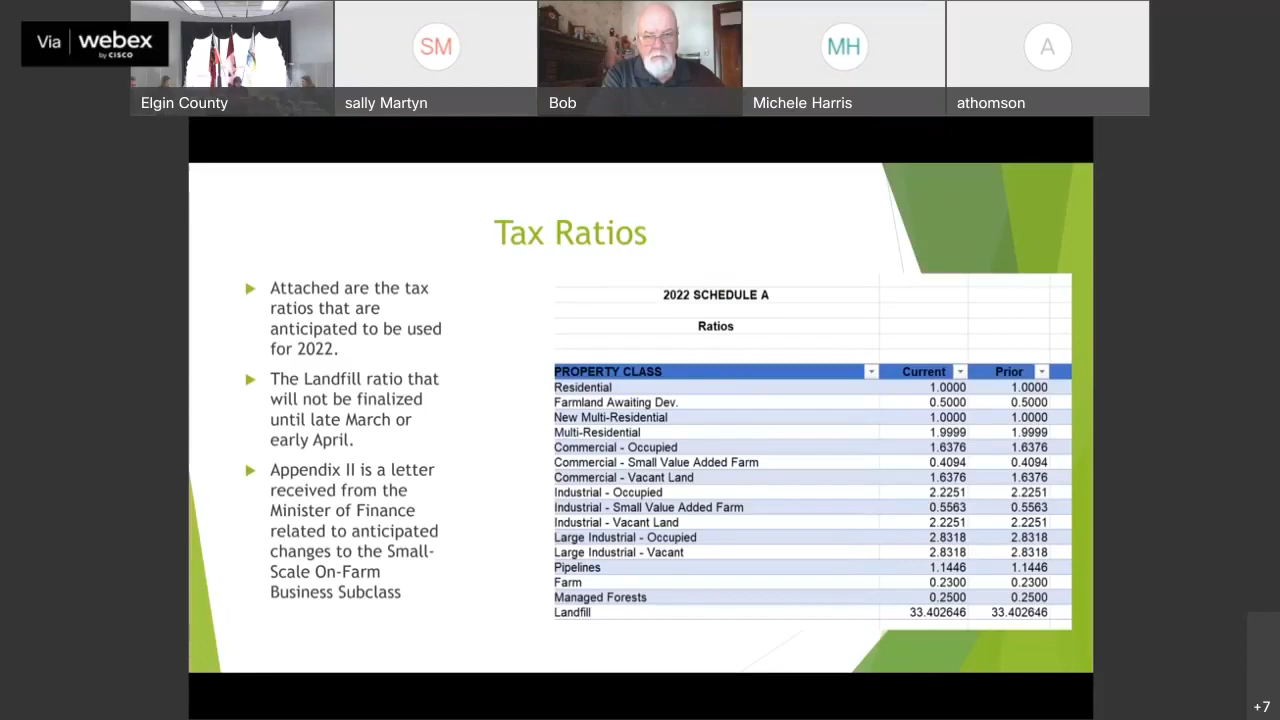 Via webex
by CISCO
SM
MH
A
Elgin County
sally Martyn
Bob
Michele Harris
athomson
Tax Ratios
Attached are the tax
ratios that are
anticipated to be used
for 2022.
The Landfill ratio that
will not be finalized
until late March or
early April.
Appendix II is a letter
received from the
Minister of Finance
related to anticipated
changes to the Small-
Scale On-Farm
Business Subclass
2022 SCHEDULE A
Ratios
PROPERTY CLASS Current Prior
Residential 1.0000 1.0000
Farmland Awaiting Dev. 0.5000 0.5000
New Multi-Residential 1.0000 1.0000
Multi-Residential 1.9999 1.9999
Commercial - Occupied 1.6376 1.6376
Commercial - Small Value Added Farm 0.4094 0.4094
Commercial - Vacant Land 1.6376 1.6376
Industrial - Occupied 2.2251 2.2251
Industrial - Small Value Added Farm 0.5563 0.5563
Industrial - Vacant Land 2.2251 2.2251
Large Industrial - Occupied 2.8318 2.8318
Large Industrial - Vacant 2.8318 2.8318
Pipelines 1.1446 1.1446
Farm 0.2300 0.2300
Managed Forests 0.2500 0.2500
Landfill 33.402646 33.402646
+7